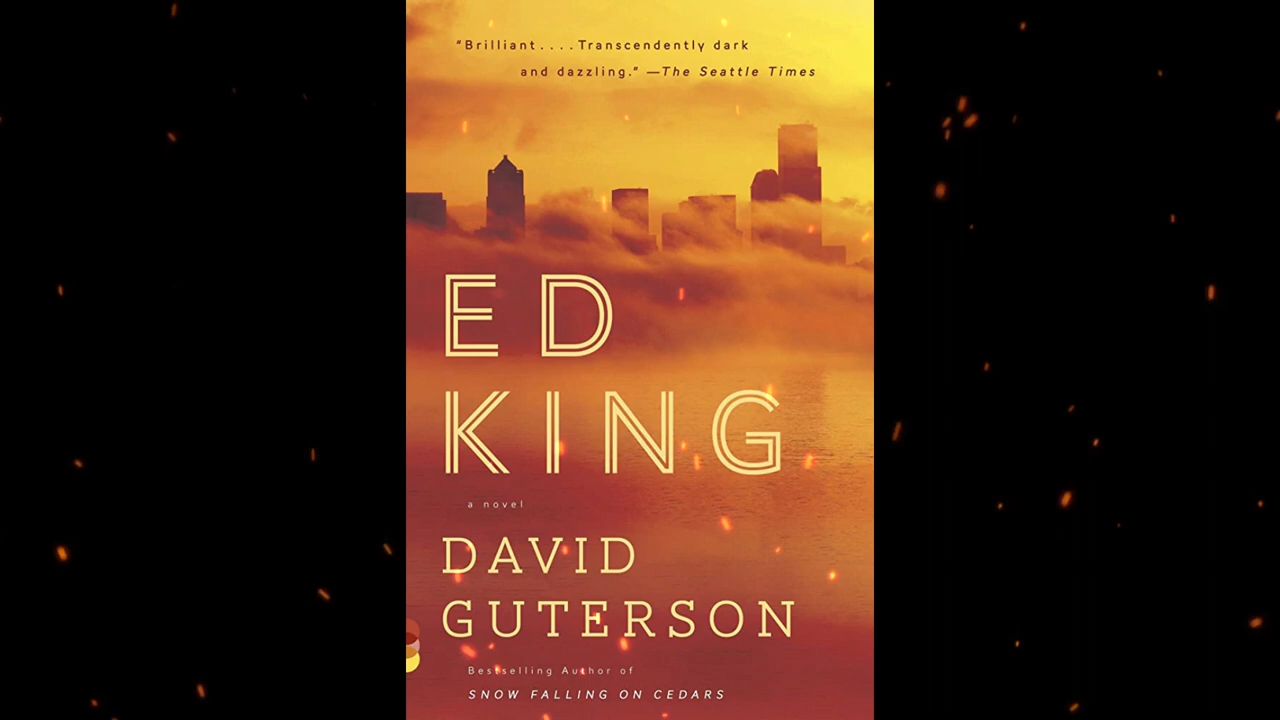 "Brilliant....Transcendently dark
and dazzling." —The Seattle Times
ED
KING
a novel
DAVID
GUTERSON
Bestselling Author of
SNOW FALLING ON CEDARS